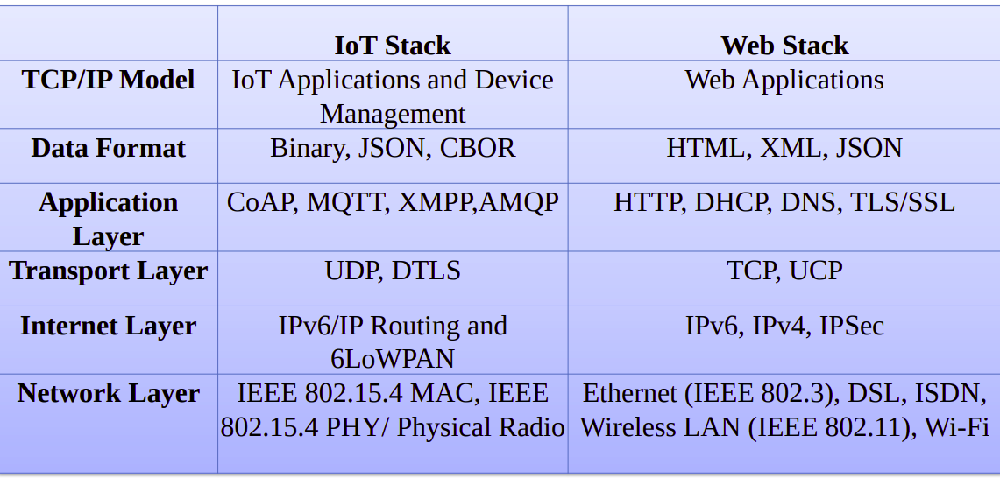 IoT Stack Web Stack
TCP/IP Model IoT Applications and Device Management Web Applications
Data Format Binary, JSON, CBOR HTML, XML, JSON
Application Layer CoAP, MQTT, XMPP,AMQP HTTP, DHCP, DNS, TLS/SSL
Transport Layer UDP, DTLS TCP, UCP
Internet Layer IPv6/IP Routing and 6LoWPAN IPv6, IPv4, IPSec
Network Layer IEEE 802.15.4 MAC, IEEE 802.15.4 PHY/ Physical Radio Ethernet (IEEE 802.3), DSL, ISDN, Wireless LAN (IEEE 802.11), Wi-Fi